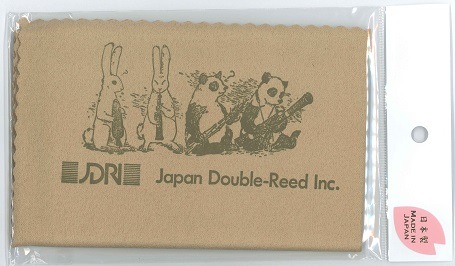 JDRI Japan Double-Reed Inc.
日本製
MADE IN
JAPAN